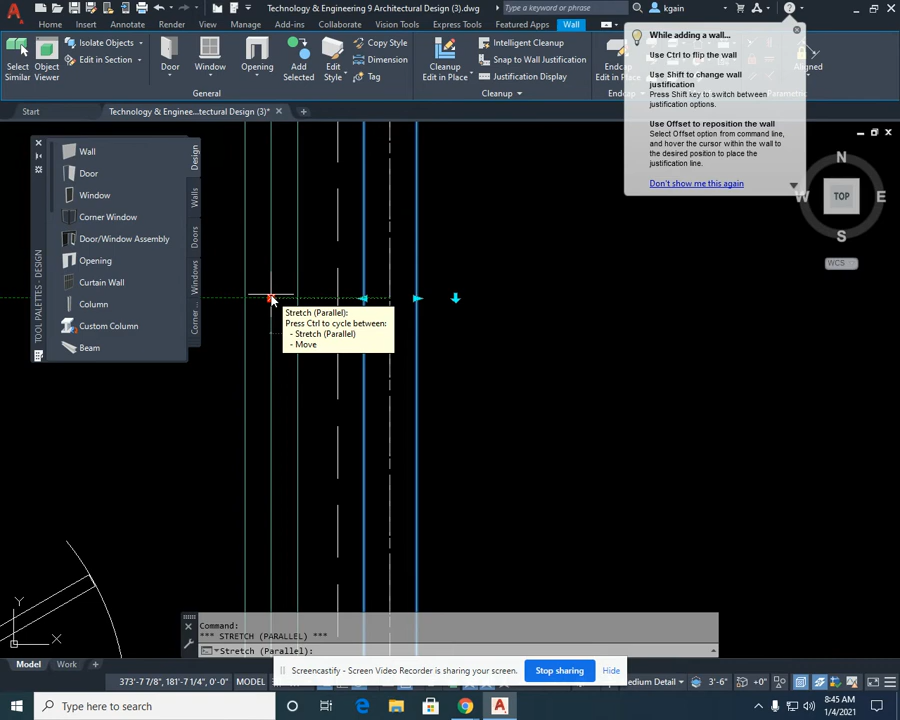 Technology & Engineering 9 Architectural Design (3).dwg
Type a keyword or phrase
kgain
Home Annotate Render View Manage Add-ins Collaborate Vision Tools Express Tools Featured Apps Wall
Select Similar
Object Viewer
Isolate Objects
Edit in Section
Door
Window
Opening
General
Add Selected
Edit Style
Copy Style
Dimension
Tag
Cleanup Edit in Place
Intelligent Cleanup
Snap to Wall Justification
Justification Display
Cleanup
Endcap Edit in Place
Endcap
Parametric
Aligned
While adding a wall...
Use Ctrl to flip the wall
Use Shift to change wall
justification
Press Shift key to switch between
justification options.
Use Offset to reposition the wall
Select Offset option from command line,
and hover the cursor within the wall to
the desired position to place the
justification line.
Don't show me this again
Start
Technology & Enginee...tectural Design (3)*
TOOL PALETTES - DESIGN
Wall
Door
Window
Corner Window
Door/Window Assembly
Opening
Curtain Wall
Column
Custom Column
Beam
Design
Walls
Doors
Windows
Corner ...
N
W TOP E
S
WCS
Stretch (Parallel):
Press Ctrl to cycle between:
- Stretch (Parallel)
- Move
Y
X
Command:
*** STRETCH (PARALLEL) ***
Stretch (Parallel):
Model Work
Screencastify - Screen Video Recorder is sharing your screen.
Stop sharing
Hide
373'-7 7/8", 181'-7 1/4", 0'-0"
MODEL
Medium Detail
3'-6"
+0"
Type here to search
8:45 AM
1/4/2021